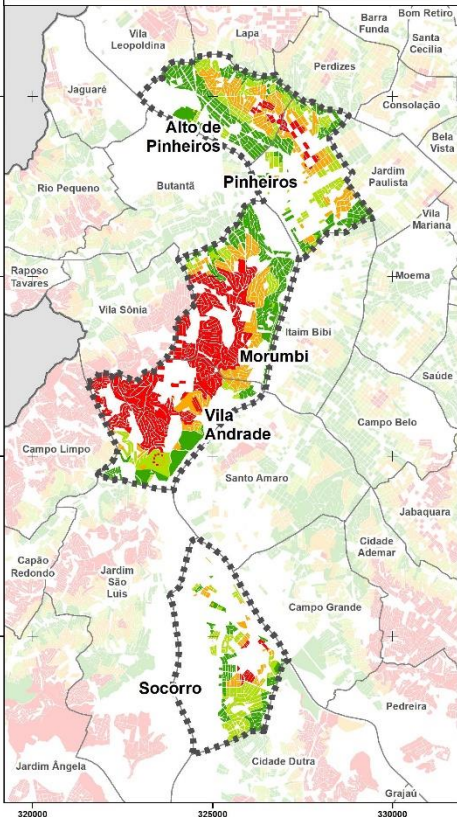 Bom Retiro
Barra
Funda
Vila
Leopoldina
Lapa
Santa
Cecilia
Perdizes
Jaguaré
Consolação
Alto de
Pinheiros
Bela
Vista
Pinheiros
Jardim
Paulista
Rio Pequeno
Butantã
Vila
Mariana
Raposo
Tavares
Moema
Vila Sônia
Itaim Bibi
Morumbi
Saúde
Vila
Andrade
Campo Belo
Campo Limpo
Santo Amaro
Jabaquara
Cidade
Ademar
Capão
Redondo
Jardim
São
Luis
Campo Grande
Socorro
Pedreira
Jardim Ângela
Cidade Dutra
Grajaú
320000
325000
330000